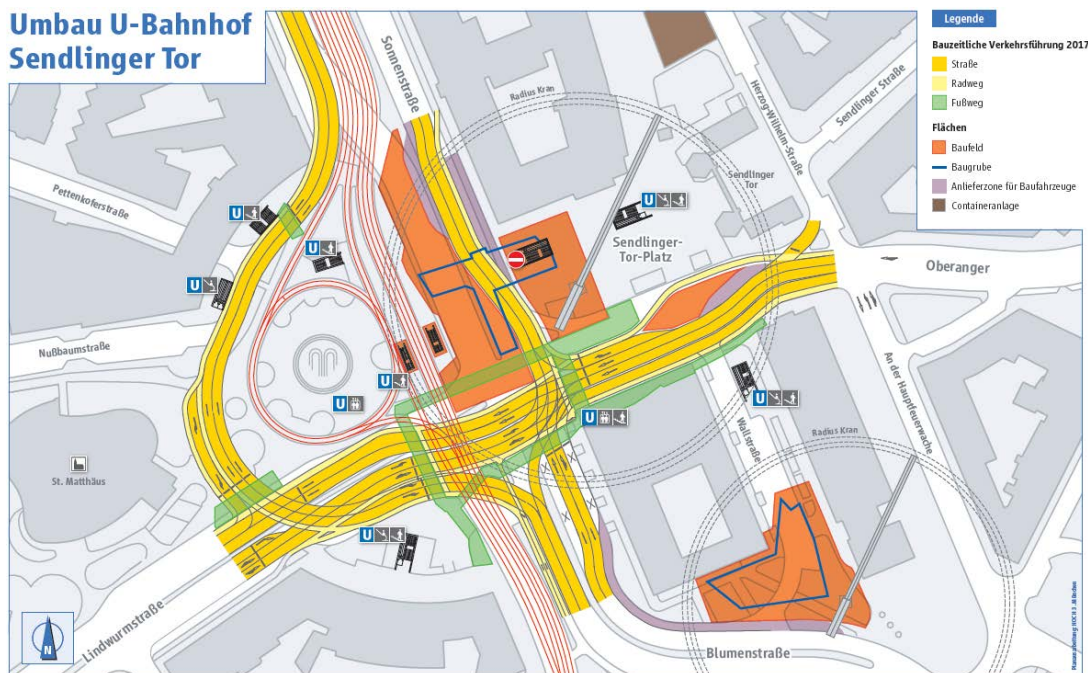 Umbau U-Bahnhof
Sendlinger Tor
Legende
Bauzeitliche Verkehrsführung 2017
Straße
Radweg
Fußweg
Flächen
Baufeld
Baugrube
Anlieferzone für Baufahrzeuge
Containeranlage
Sonnenstraße
Radius Kran
Herzog-Wilhelm-Straße
Sendlinger Straße
Pettenkoferstraße
Sendlinger
Tor
U
U
U
U
Sendlinger-
Tor-Platz
Oberanger
Nußbaumstraße
U
U
U
U
An der Hauptfeuerwache
Wallstraße
Radius Kran
St. Matthäus
U
Lindwurmstraße
Blumenstraße
N